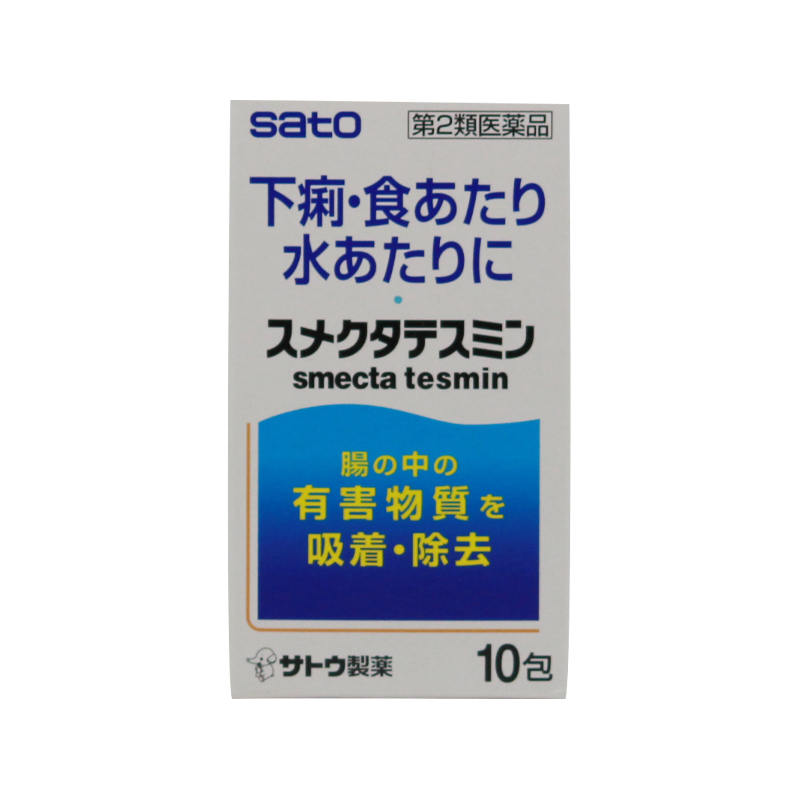 sato
第2類医薬品
下痢・食あたり
水あたりに
スメクタテスミン
smecta tesmin
腸の中の
有害物質を
吸着・除去
サトウ製薬
10包